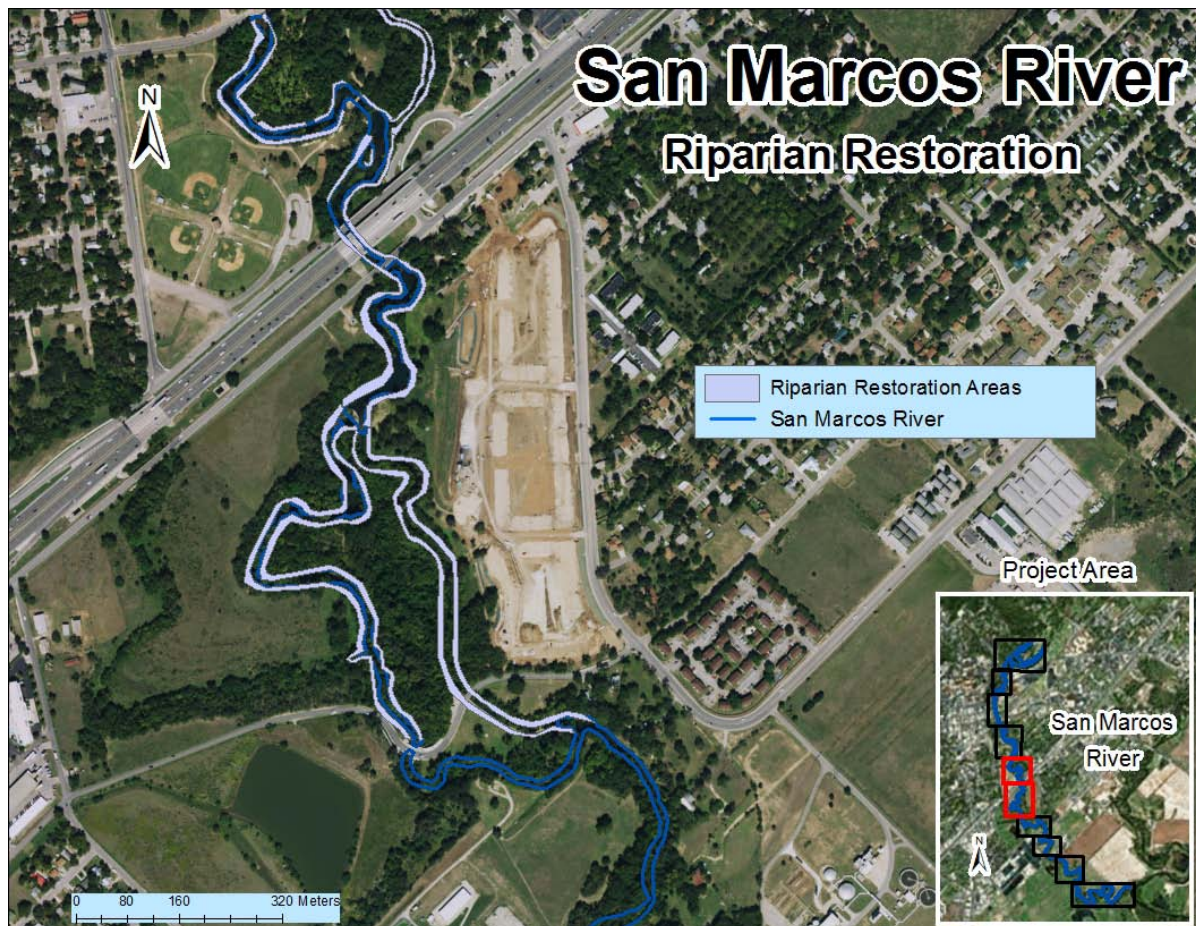 San Marcos River
Riparian Restoration
N
Riparian Restoration Areas
San Marcos River
Project Area
San Marcos
River
N
0 80 160 320 Meters